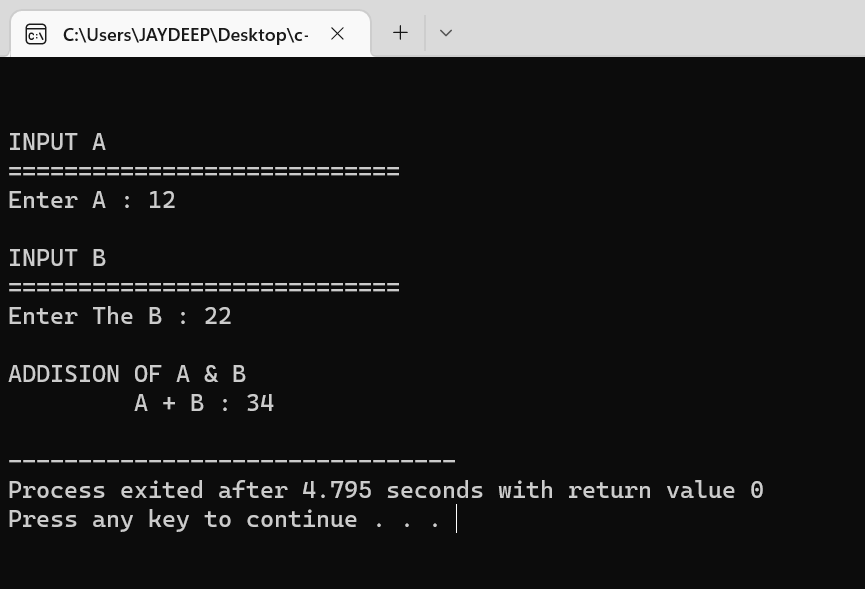 C:\Users\JAYDEEP\Desktop\c-
INPUT A
============================
Enter A : 12
INPUT B
============================
Enter The B : 22
ADDISION OF A & B
A + B : 34
--------------------------------
Process exited after 4.795 seconds with return value 0
Press any key to continue . . .